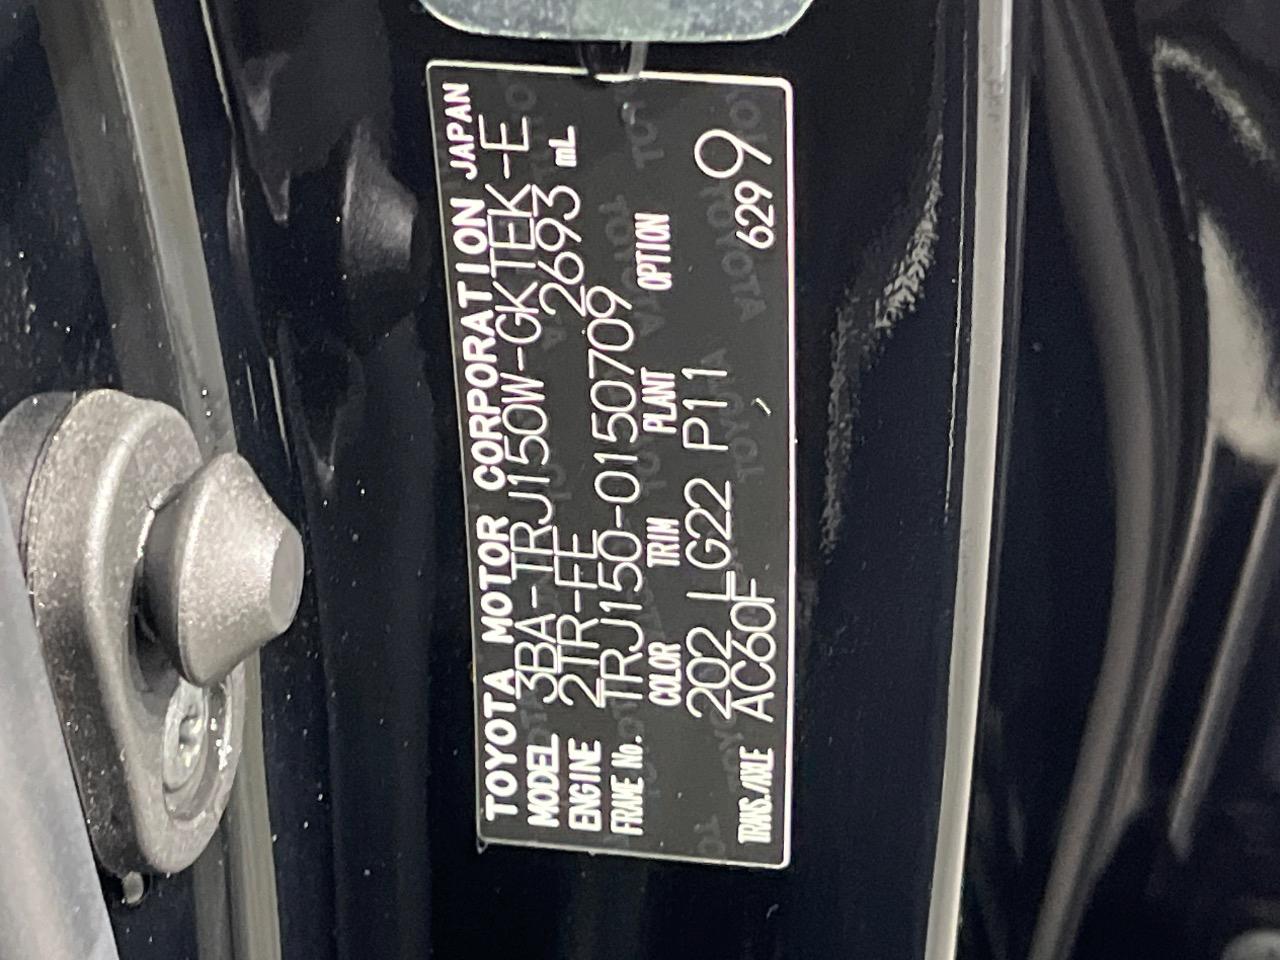 TOYOTA MOTOR CORPORATION JAPAN
MODEL 3BA-TRJ150W-GKTEK-E
ENGINE 2TR-FE 2693 mL
FRAME No. TRJ150-0150709
COLOR TRIM PLANT OPTION
202 LG22 P11
TRANS./AXLE AC60F 629